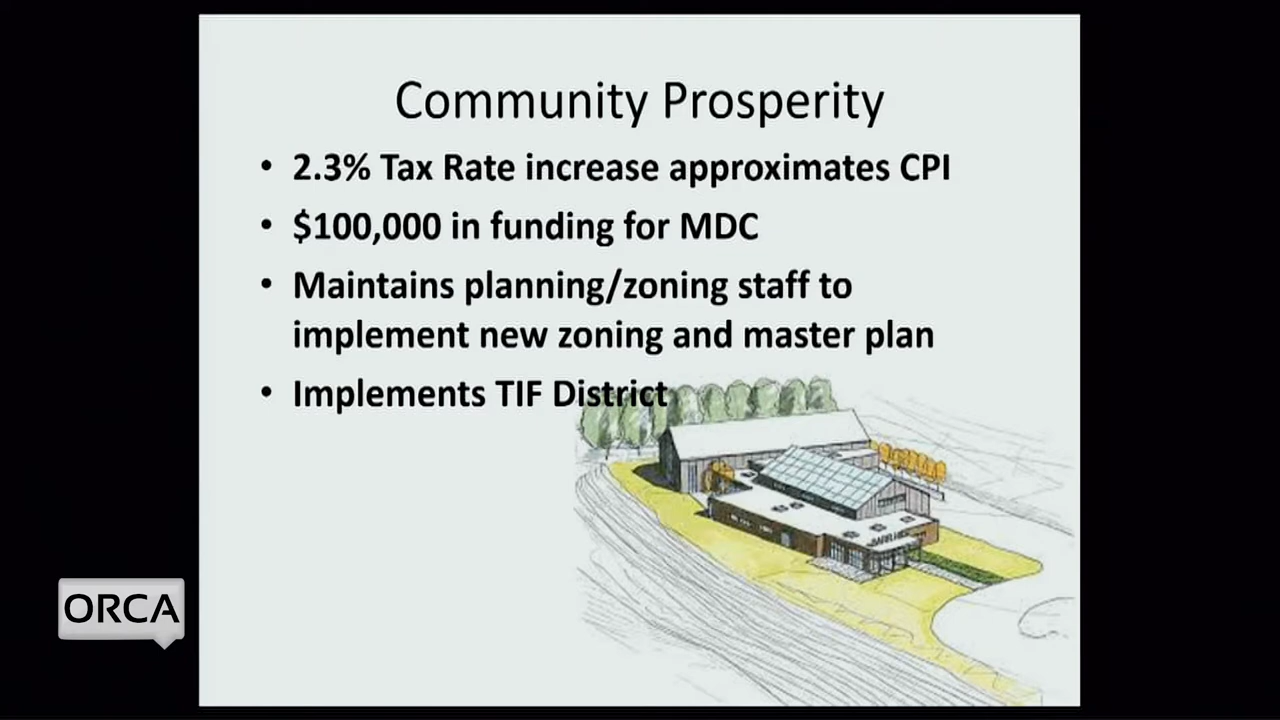 Community Prosperity
• 2.3% Tax Rate increase approximates CPI
• $100,000 in funding for MDC
• Maintains planning/zoning staff to
implement new zoning and master plan
• Implements TIF District
ORCA